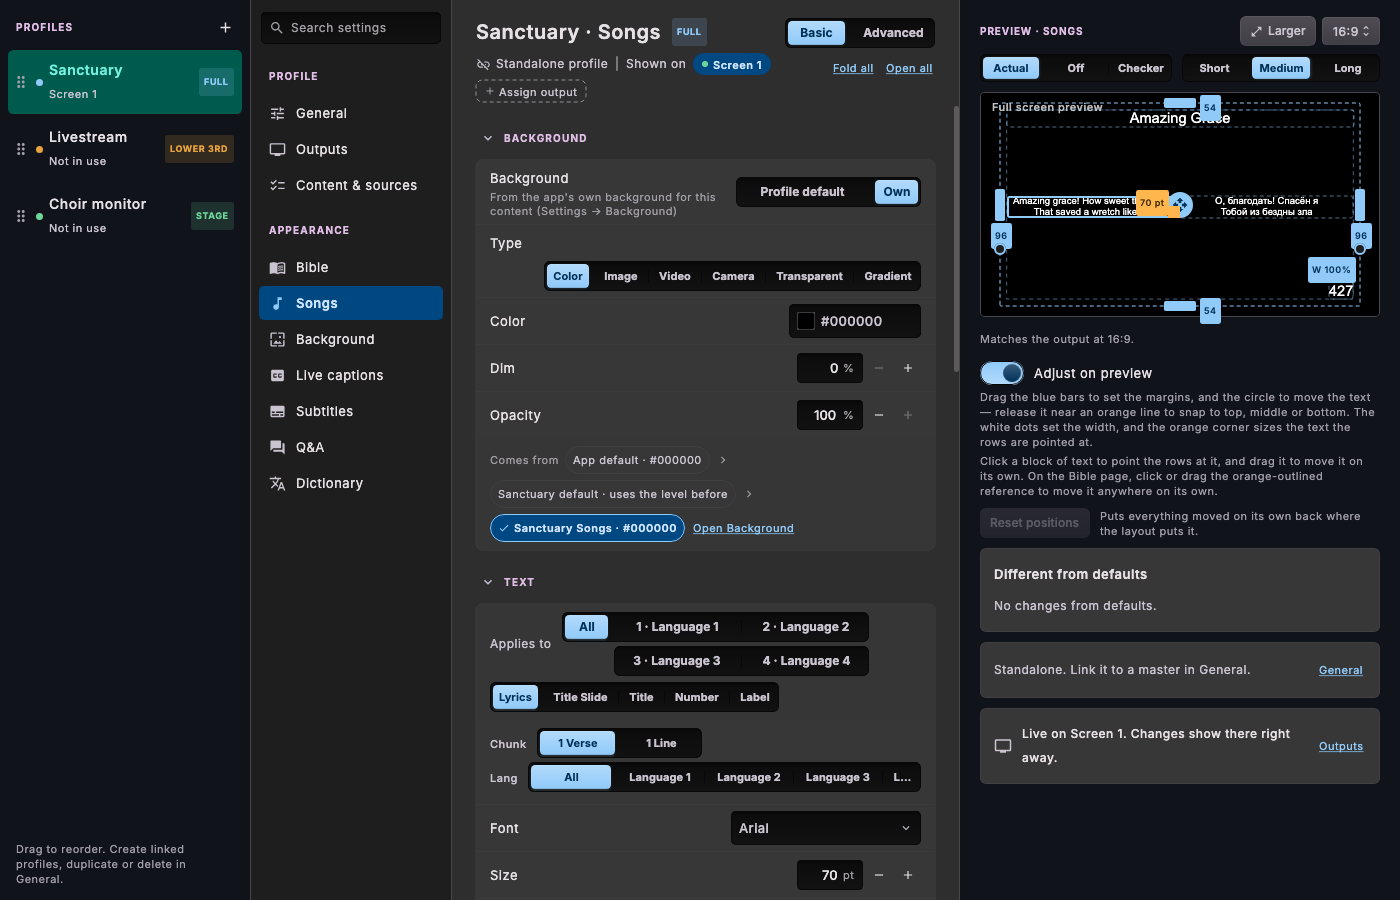 PROFILES
Sanctuary
Screen 1
FULL
Livestream
Not in use
LOWER 3RD
Choir monitor
Not in use
STAGE
Drag to reorder. Create linked
profiles, duplicate or delete in
General.
Search settings
PROFILE
General
Outputs
Content & sources
APPEARANCE
Bible
Songs
Background
Live captions
Subtitles
Q&A
Dictionary
Sanctuary · Songs
FULL
Basic
Advanced
Standalone profile | Shown on
Screen 1
Fold all
Open all
+ Assign output
BACKGROUND
Background
From the app's own background for this
content (Settings → Background)
Profile default
Own
Type
Color
Image
Video
Camera
Transparent
Gradient
Color
#000000
Dim
0 %
Opacity
100 %
Comes from
App default · #000000
Sanctuary default · uses the level before
Sanctuary Songs · #000000
Open Background
TEXT
Applies to
All
1 · Language 1
2 · Language 2
3 · Language 3
4 · Language 4
Lyrics
Title Slide
Title
Number
Label
Chunk
1 Verse
1 Line
Lang
All
Language 1
Language 2
Language 3
L...
Font
Arial
Size
70 pt
PREVIEW · SONGS
Larger
16:9
Actual
Off
Checker
Short
Medium
Long
Full screen preview
54
Amazing Grace
Amazing grace! How sweet
That saved a wretch like
70 pt
О, благодать! Спасён я
Тобой из бездны зла
96
96
W 100%
427
54
Matches the output at 16:9.
Adjust on preview
Drag the blue bars to set the margins, and the circle to move the text
— release it near an orange line to snap to top, middle or bottom. The
white dots set the width, and the orange corner sizes the text the
rows are pointed at.
Click a block of text to point the rows at it, and drag it to move it on
its own. On the Bible page, click or drag the orange-outlined
reference to move it anywhere on its own.
Reset positions
Puts everything moved on its own back where
the layout puts it.
Different from defaults
No changes from defaults.
Standalone. Link it to a master in General.
General
Live on Screen 1. Changes show there right
away.
Outputs